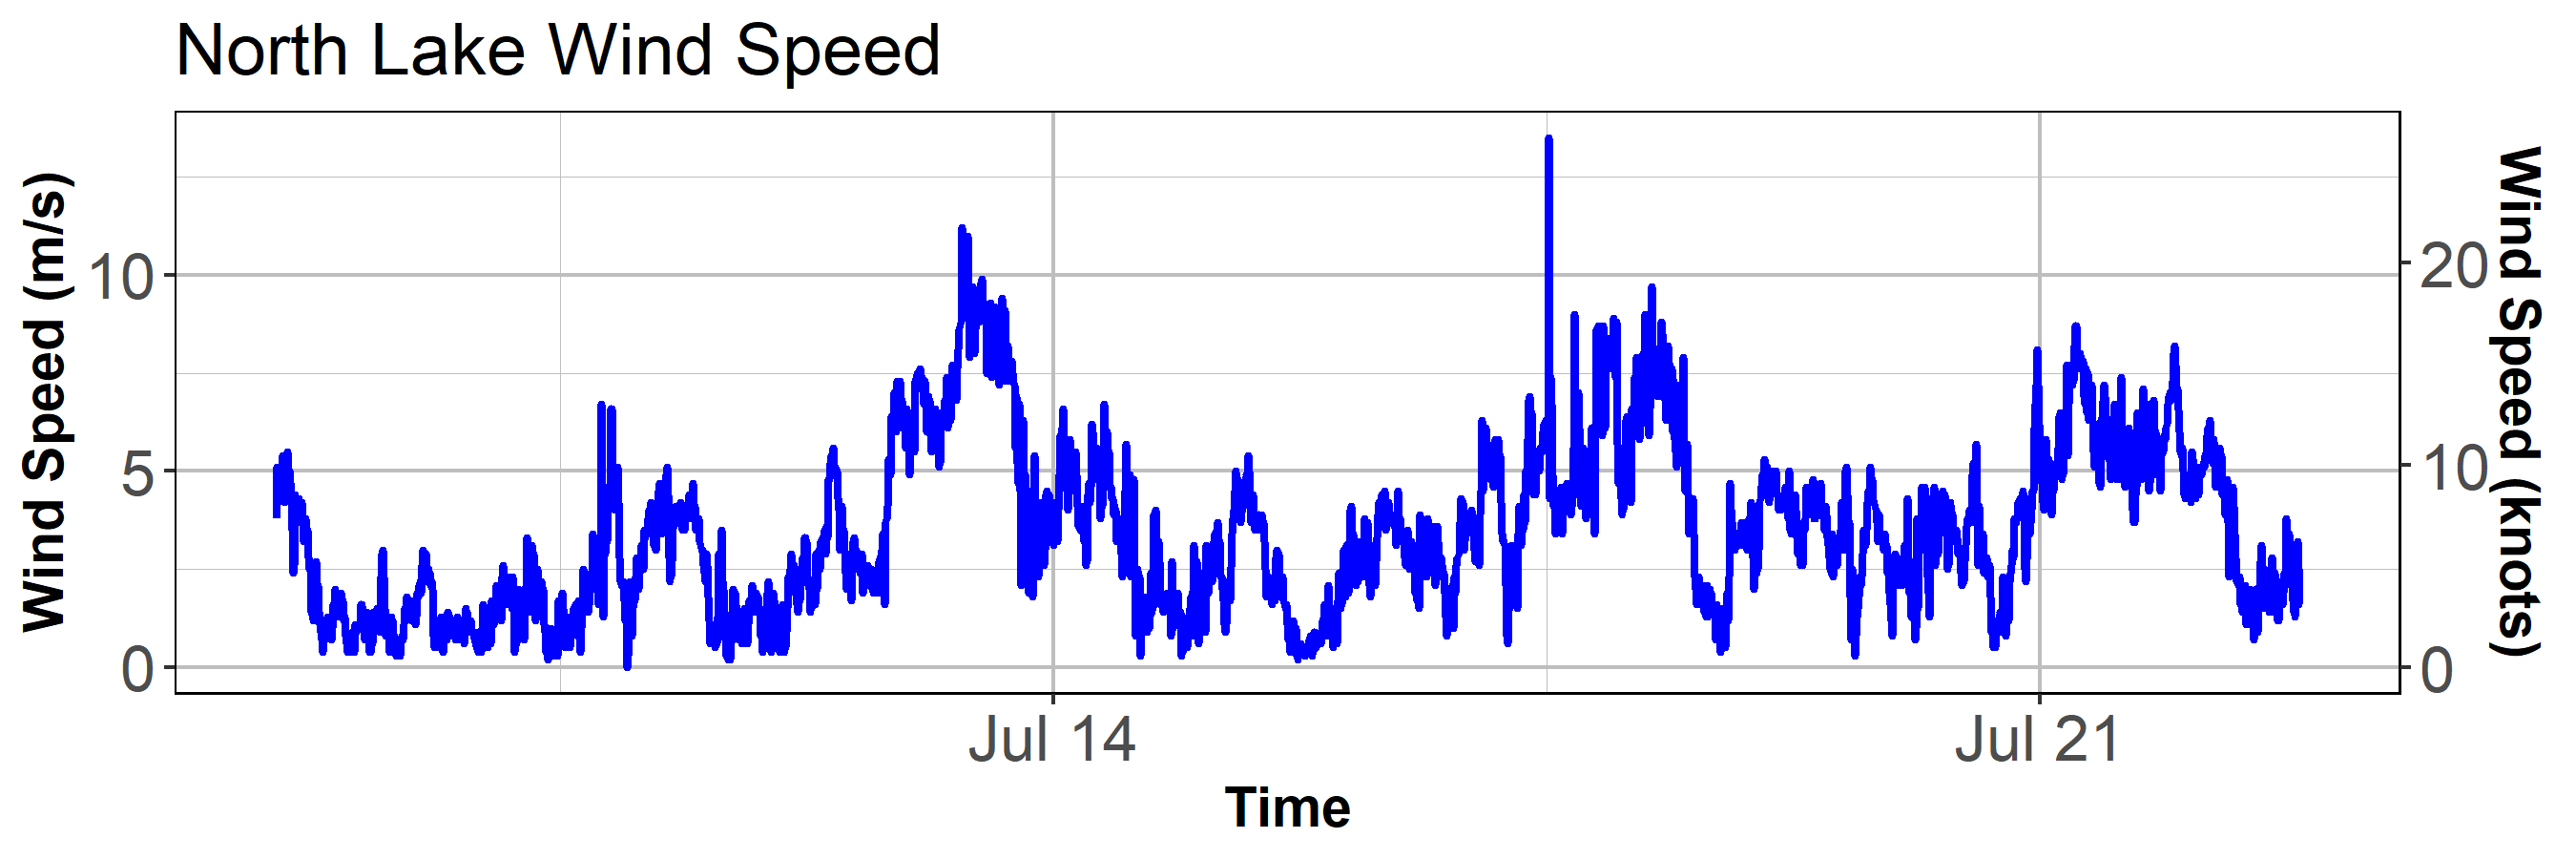 North Lake Wind Speed
Wind Speed (m/s)
10
5
0
20
10
0
Wind Speed (knots)
Jul 14
Jul 21
Time